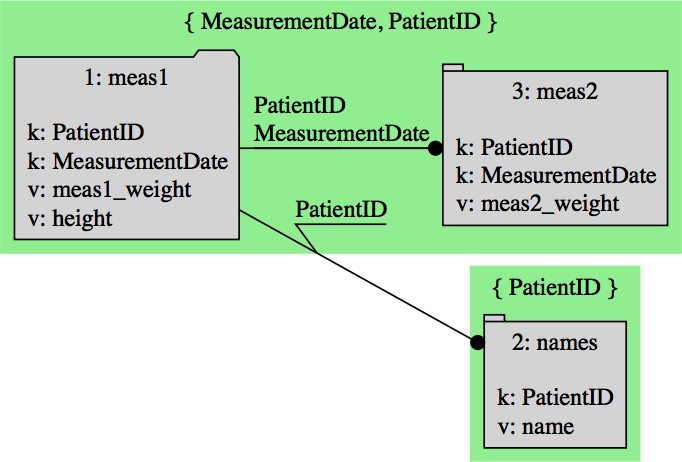 { MeasurementDate, PatientID }
1: meas1
k: PatientID
k: MeasurementDate
v: meas1_weight
v: height
PatientID
MeasurementDate
3: meas2
k: PatientID
k: MeasurementDate
v: meas2_weight
PatientID
{ PatientID }
2: names
k: PatientID
v: name